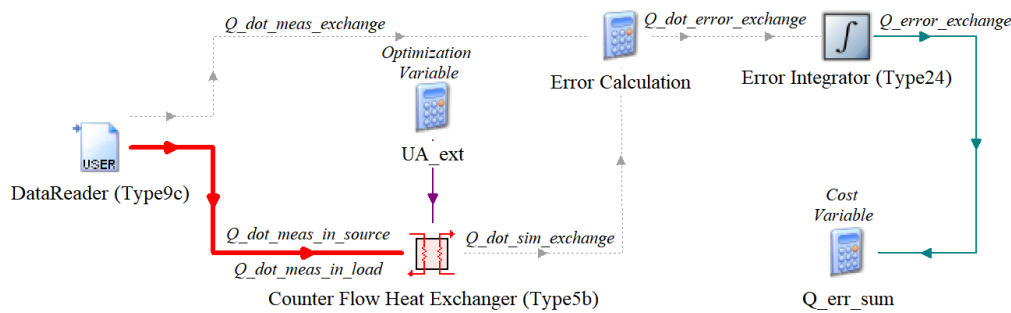 Q_dot_meas_exchange
Q_dot_error_exchange
Q_error_exchange
Optimization
Variable
Error Calculation
Error Integrator (Type24)
USER
UA_ext
DataReader (Type9c)
Cost
Variable
Q_dot_meas_in_source
Q_dot_sim_exchange
Q_dot_meas_in_load
Counter Flow Heat Exchanger (Type5b)
Q_err_sum